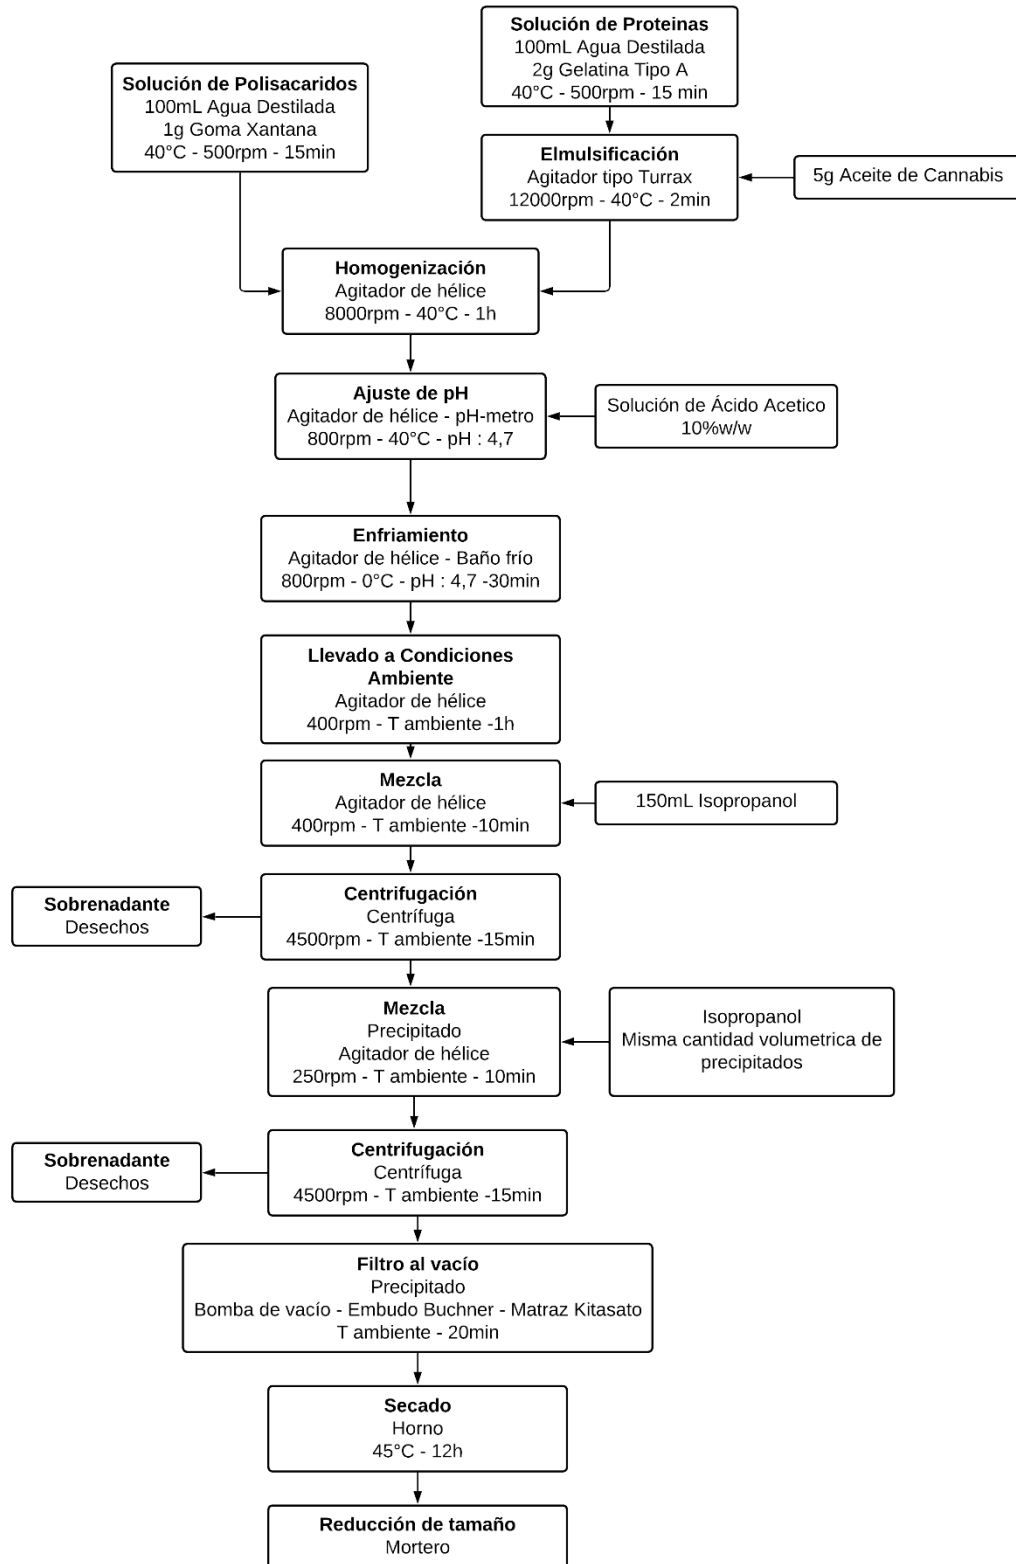 Solución de Proteinas
100mL Agua Destilada
2g Gelatina Tipo A
40°C - 500rpm - 15 min
Solución de Polisacaridos
100mL Agua Destilada
1g Goma Xantana
40°C - 500rpm - 15min
Elmulsificación
Agitador tipo Turrax
12000rpm - 40°C - 2min
5g Aceite de Cannabis
Homogenización
Agitador de hélice
8000rpm - 40°C - 1h
Ajuste de pH
Agitador de hélice - pH-metro
800rpm - 40°C - pH : 4,7
Solución de Ácido Acetico
10%w/w
Enfriamiento
Agitador de hélice - Baño frío
800rpm - 0°C - pH : 4,7 -30min
Llevado a Condiciones
Ambiente
Agitador de hélice
400rpm - T ambiente -1h
Mezcla
Agitador de hélice
400rpm - T ambiente -10min
150mL Isopropanol
Centrifugación
Centrífuga
4500rpm - T ambiente -15min
Sobrenadante
Desechos
Mezcla
Precipitado
Agitador de hélice
250rpm - T ambiente - 10min
Isopropanol
Misma cantidad volumetrica de
precipitados
Centrifugación
Centrífuga
4500rpm - T ambiente -15min
Sobrenadante
Desechos
Filtro al vacío
Precipitado
Bomba de vacío - Embudo Buchner - Matraz Kitasato
T ambiente - 20min
Secado
Horno
45°C - 12h
Reducción de tamaño
Mortero